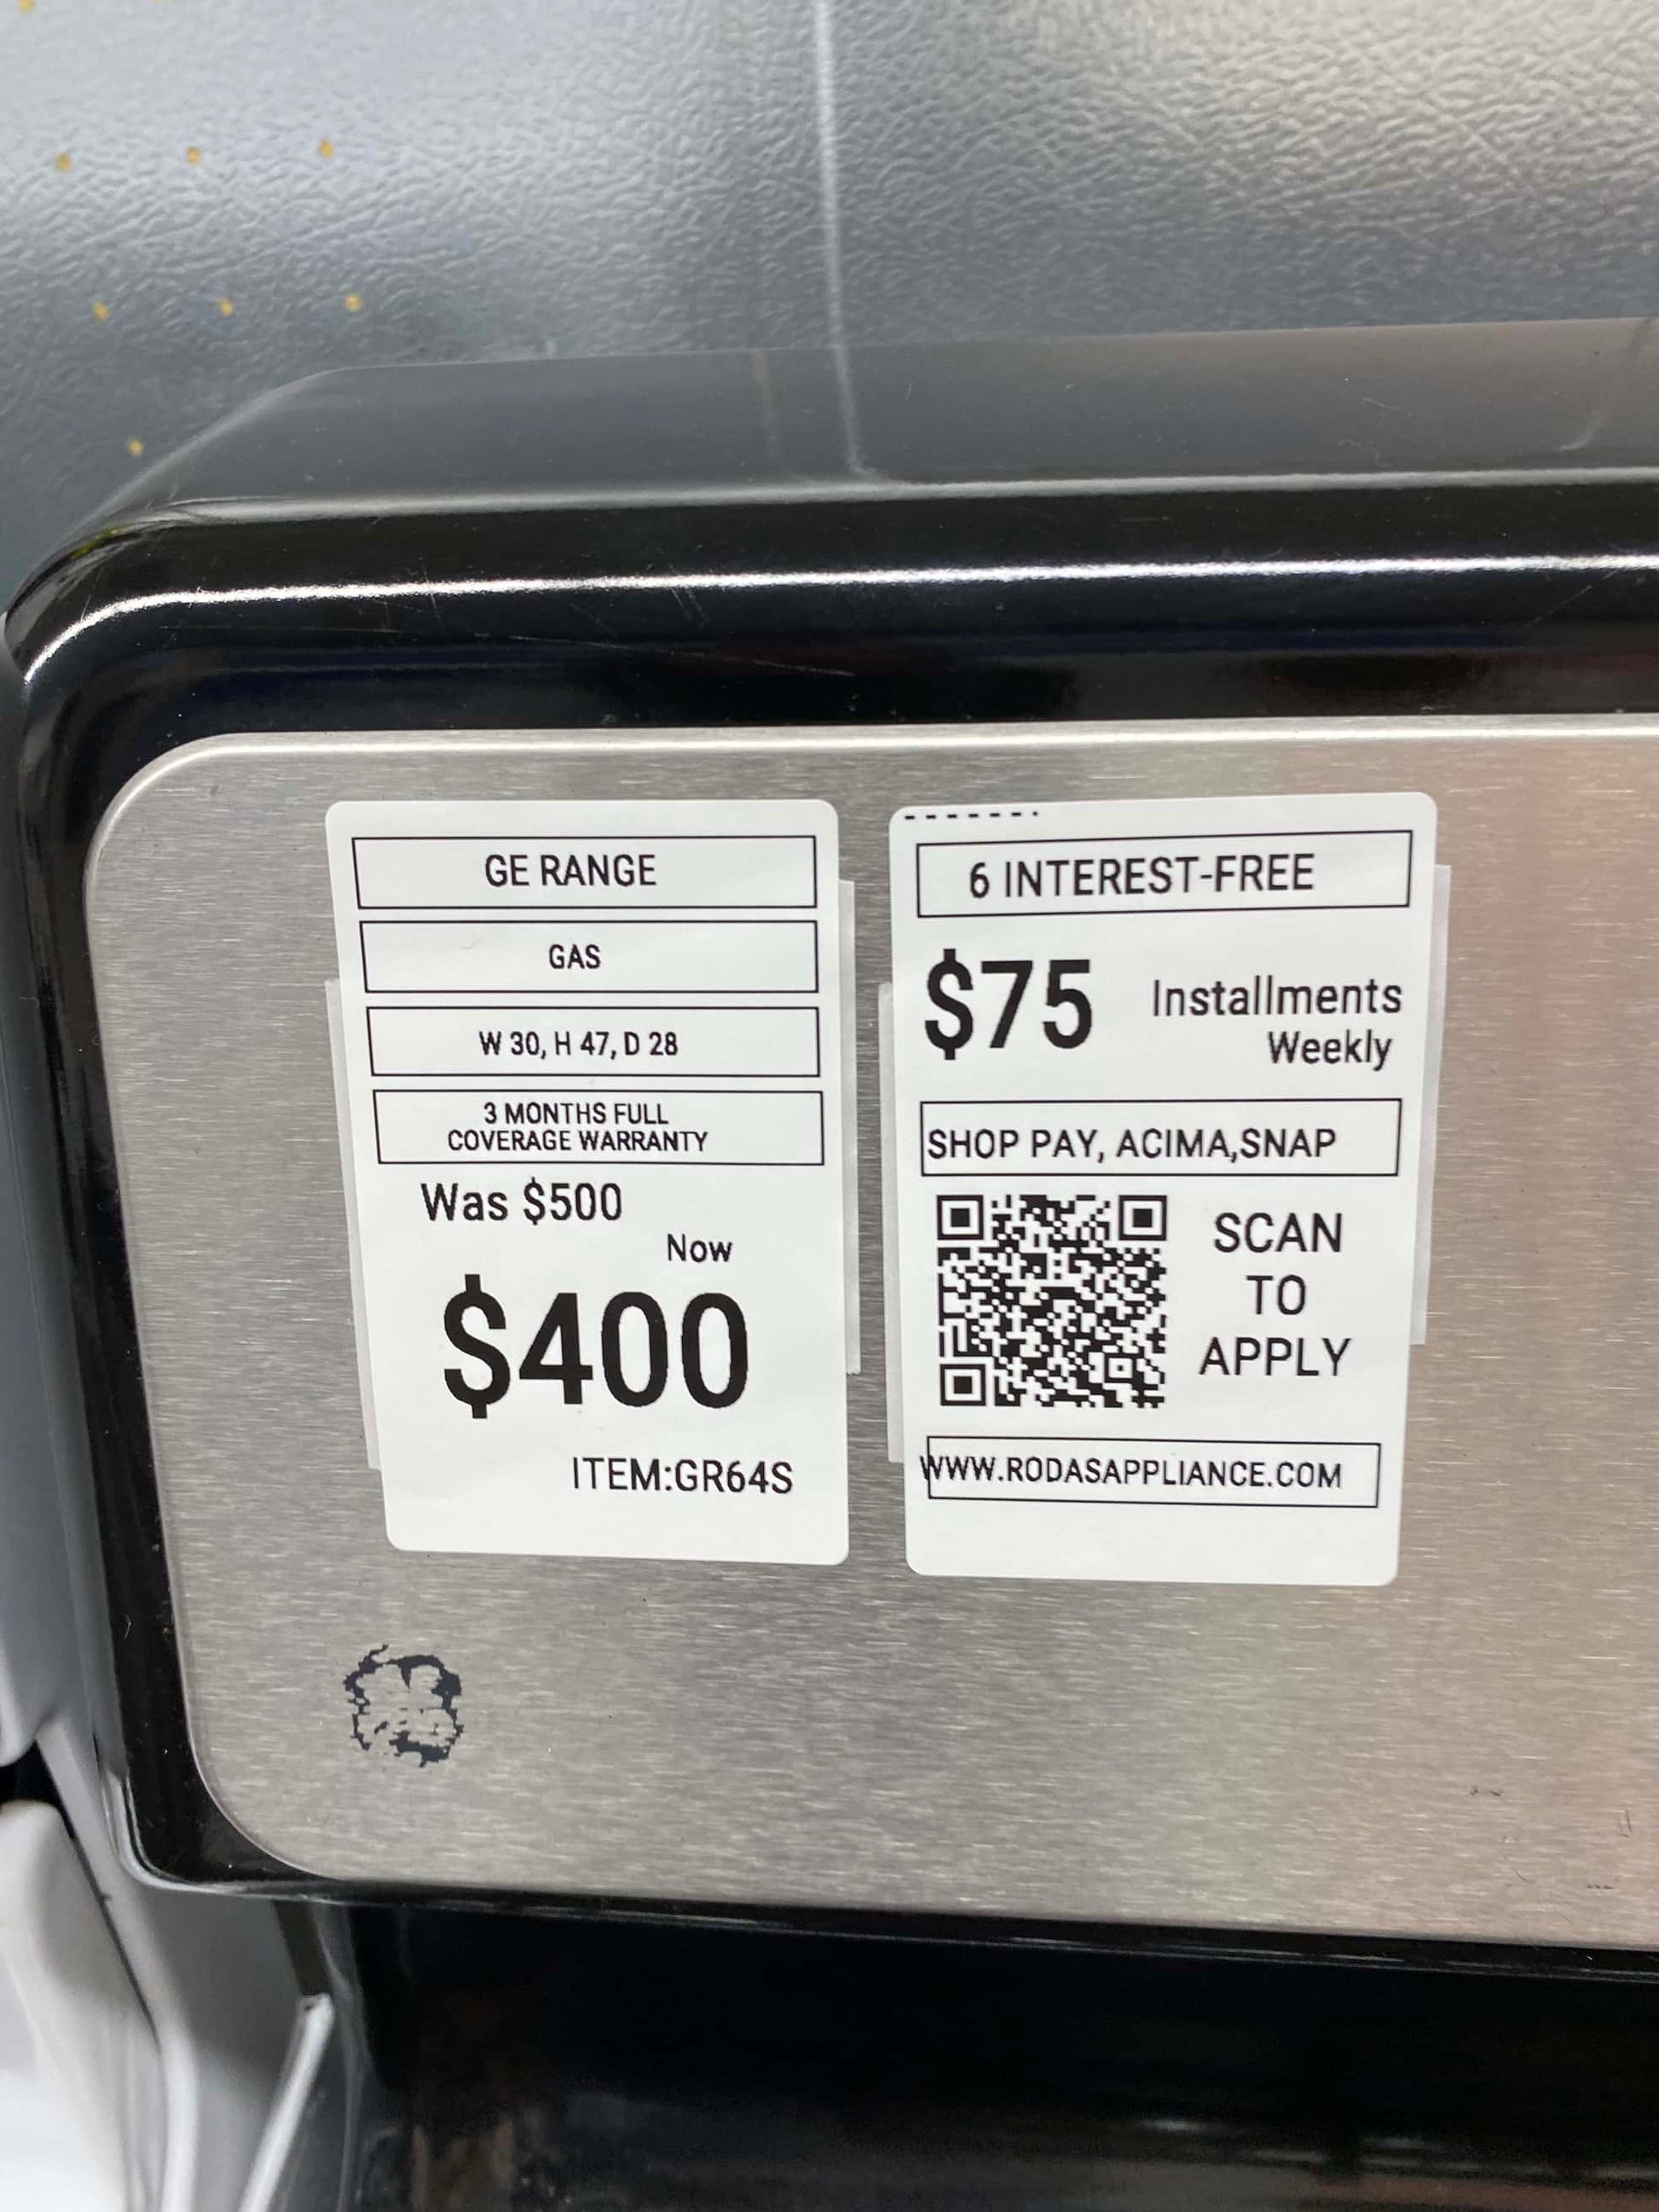 GE RANGE
GAS
W 30, H 47, D 28
3 MONTHS FULL
COVERAGE WARRANTY
Was $500
Now
$400
ITEM:GR64S
6 INTEREST-FREE
$75 Installments
Weekly
SHOP PAY, ACIMA,SNAP
SCAN
TO
APPLY
WWW.RODASAPPLIANCE.COM